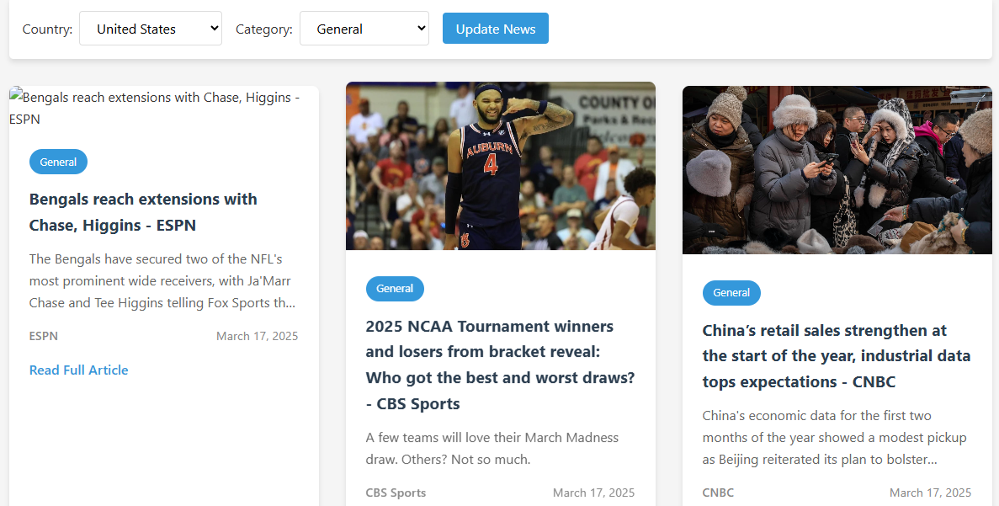 Country: United States Category: General Update News
Bengals reach extensions with Chase, Higgins -
ESPN
General
Bengals reach extensions with
Chase, Higgins - ESPN
The Bengals have secured two of the NFL's
most prominent wide receivers, with Ja'Marr
Chase and Tee Higgins telling Fox Sports th...
ESPN March 17, 2025
Read Full Article
COUNTY O
Parks & Rec
AUBURN
4
General
2025 NCAA Tournament winners
and losers from bracket reveal:
Who got the best and worst draws?
- CBS Sports
A few teams will love their March Madness
draw. Others? Not so much.
CBS Sports March 17, 2025
General
China’s retail sales strengthen at
the start of the year, industrial data
tops expectations - CNBC
China's economic data for the first two
months of the year showed a modest pickup
as Beijing reiterated its plan to bolster...
CNBC March 17, 2025